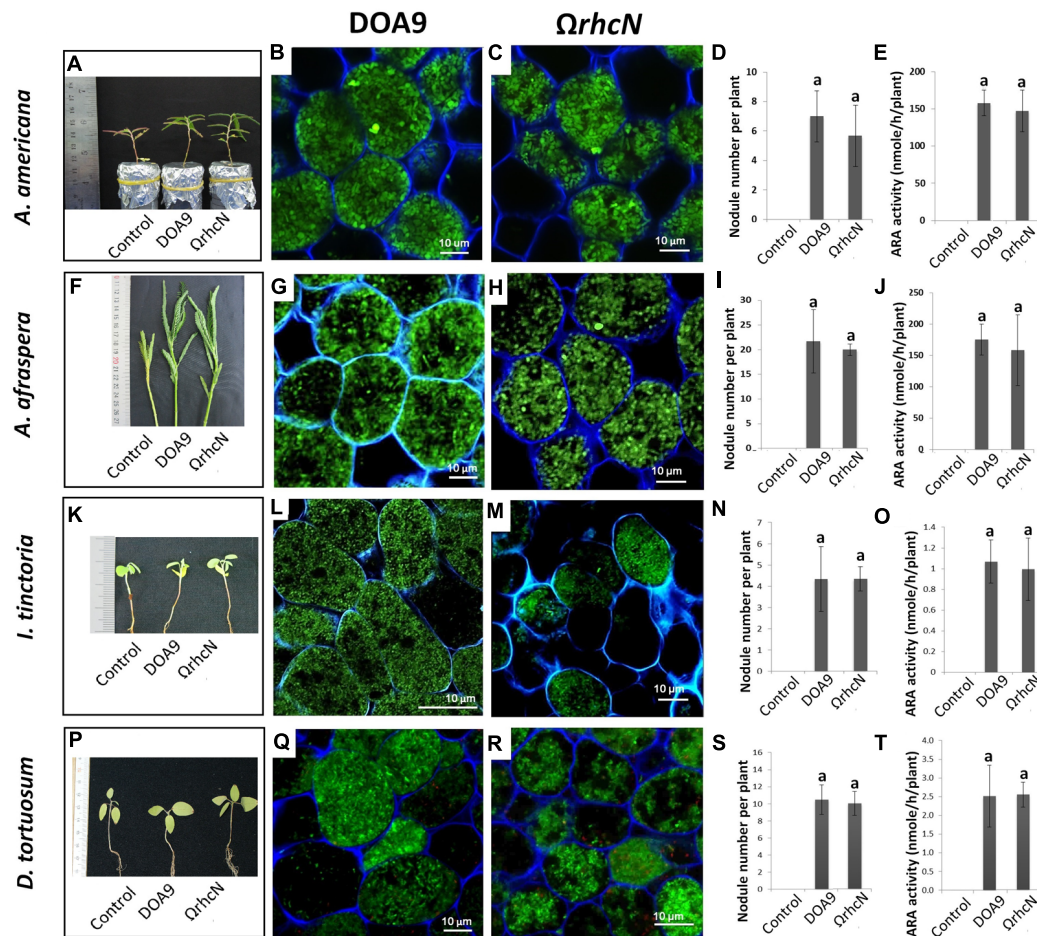 DOA9 ΩrhcN
A. americana
A
Control DOA9 ΩrhcN
B
10 um
C
10 μm
D
Nodule number per plant
10
8
6
4
2
0
a a
Control DOA9 ΩrhcN
E
ARA activity (nmole/h/plant)
200
150
100
50
0
a a
Control DOA9 ΩrhcN
A. afraspera
F
Control DOA9 ΩrhcN
G
10 μm
H
10 μm
I
Nodule number per plant
30
25
20
15
10
5
0
a a
Control DOA9 ΩrhcN
J
ARA activity (nmole/h/plant)
250
200
150
100
50
0
a a
Control DOA9 ΩrhcN
I. tinctoria
K
Control DOA9 ΩrhcN
L
10 μm
M
10 μm
N
Nodule number per plant
7
6
5
4
3
2
1
0
a a
Control DOA9 ΩrhcN
O
ARA activity (nmole/h/plant)
1.4
1.2
1
0.8
0.6
0.4
0.2
0
a a
Control DOA9 ΩrhcN
D. tortuosum
P
Control DOA9 ΩrhcN
Q
10 μm
R
10 μm
S
Nodule number per plant
16
14
12
10
8
6
4
2
0
a a
Control DOA9 ΩrhcN
T
ARA activity (nmole/h/plant)
4.0
3.5
3.0
2.5
2.0
1.5
1.0
0.5
0.0
a a
Control DOA9 ΩrhcN